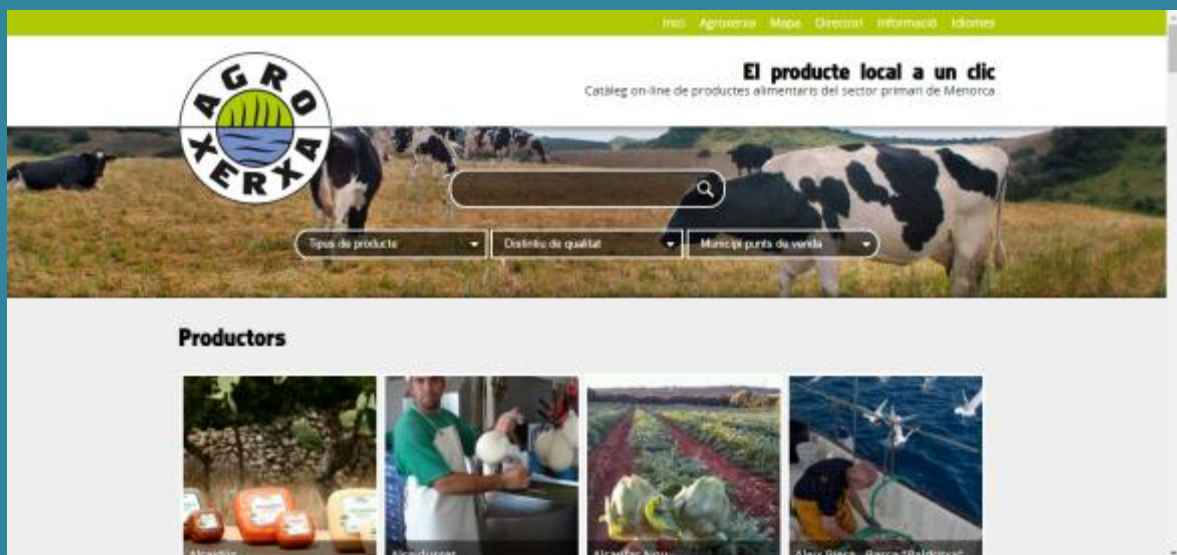 Inici Agroxerxa Mapa Directori Informació Idiomes
AGRO
XERXA
El producte local a un clic
Catàleg on-line de productes alimentaris del sector primari de Menorca
Tipus de producte
Distintiu de qualitat
Municipi punts de venda
Productors